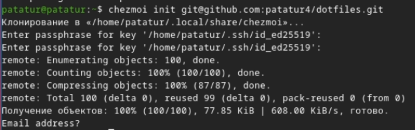 patatur@patatur:~$ chezmoi init git@github.com:patatur4/dotfiles.git
Клонирование в «/home/patatur/.local/share/chezmoi»...
Enter passphrase for key '/home/patatur/.ssh/id_ed25519':
Enter passphrase for key '/home/patatur/.ssh/id_ed25519':
remote: Enumerating objects: 100, done.
remote: Counting objects: 100% (100/100), done.
remote: Compressing objects: 100% (87/87), done.
remote: Total 100 (delta 0), reused 99 (delta 0), pack-reused 0 (from 0)
Получение объектов: 100% (100/100), 77.85 KiB | 608.00 KiB/s, готово.
Email address?